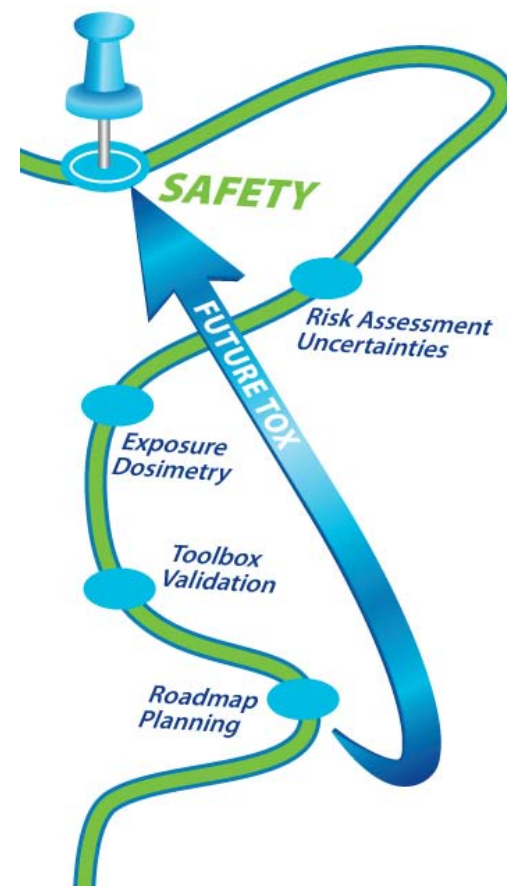 SAFETY
FUTURE TOX
Risk Assessment
Uncertainties
Exposure
Dosimetry
Toolbox
Validation
Roadmap
Planning